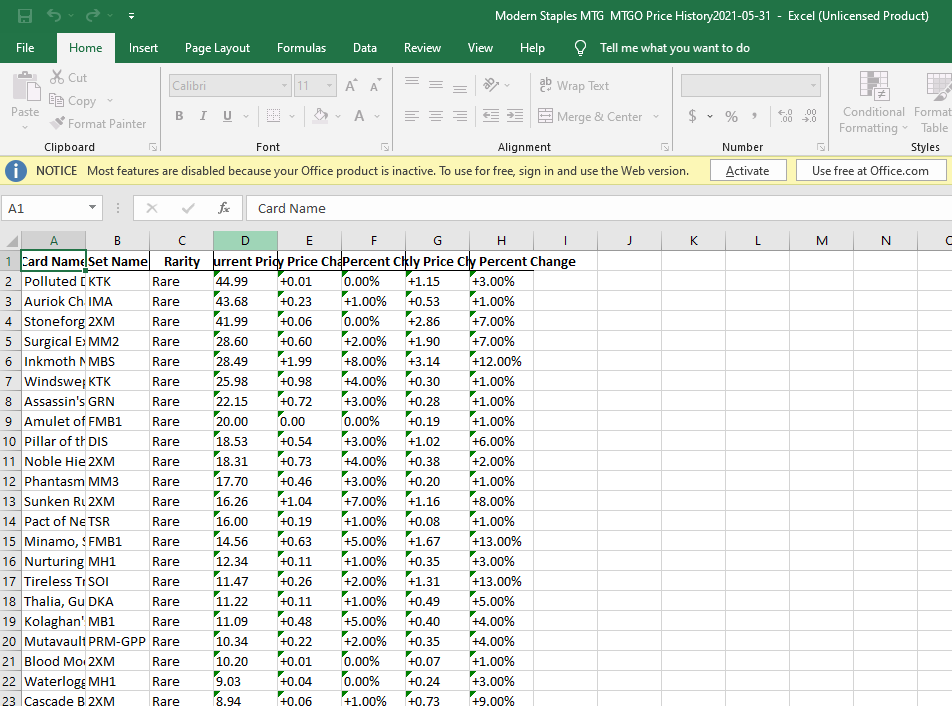 Modern Staples MTG MTGO Price History2021-05-31 - Excel (Unlicensed Product)
File Home Insert Page Layout Formulas Data Review View Help Tell me what you want to do
Paste Cut Copy Format Painter Clipboard
Calibri 11 A A B I U A Font
ab Wrap Text Merge & Center Alignment
$ % , .00 .00 Number
Conditional Formatting Format Table Styles
NOTICE Most features are disabled because your Office product is inactive. To use for free, sign in and use the Web version. Activate Use free at Office.com
A1 fx Card Name
A B C D E F G H I J K L M N
1 Card Name Set Name Rarity urrent Pric y Price Cha Percent Ch kly Price Ch y Percent Change
2 Polluted D KTK Rare 44.99 +0.01 0.00% +1.15 +3.00%
3 Auriok Ch IMA Rare 43.68 +0.23 +1.00% +0.53 +1.00%
4 Stoneforg 2XM Rare 41.99 +0.06 0.00% +2.86 +7.00%
5 Surgical Ex MM2 Rare 28.60 +0.60 +2.00% +1.90 +7.00%
6 Inkmoth N MBS Rare 28.49 +1.99 +8.00% +3.14 +12.00%
7 Windswep KTK Rare 25.98 +0.98 +4.00% +0.30 +1.00%
8 Assassin's GRN Rare 22.15 +0.72 +3.00% +0.28 +1.00%
9 Amulet of FMB1 Rare 20.00 0.00 0.00% +0.19 +1.00%
10 Pillar of th DIS Rare 18.53 +0.54 +3.00% +1.02 +6.00%
11 Noble Hie 2XM Rare 18.31 +0.73 +4.00% +0.38 +2.00%
12 Phantasm MM3 Rare 17.70 +0.46 +3.00% +0.20 +1.00%
13 Sunken Ru 2XM Rare 16.26 +1.04 +7.00% +1.16 +8.00%
14 Pact of Ne TSR Rare 16.00 +0.19 +1.00% +0.08 +1.00%
15 Minamo, S FMB1 Rare 14.56 +0.63 +5.00% +1.67 +13.00%
16 Nurturing MH1 Rare 12.34 +0.11 +1.00% +0.35 +3.00%
17 Tireless Tr SOI Rare 11.47 +0.26 +2.00% +1.31 +13.00%
18 Thalia, Gu DKA Rare 11.22 +0.11 +1.00% +0.49 +5.00%
19 Kolaghan' MB1 Rare 11.09 +0.48 +5.00% +0.40 +4.00%
20 Mutavault PRM-GPP Rare 10.34 +0.22 +2.00% +0.35 +4.00%
21 Blood Moo 2XM Rare 10.20 +0.01 0.00% +0.07 +1.00%
22 Waterlogg MH1 Rare 9.03 +0.04 0.00% +0.24 +3.00%
23 Cascade B 2XM Rare 8.94 +0.06 +1.00% +0.73 +9.00%